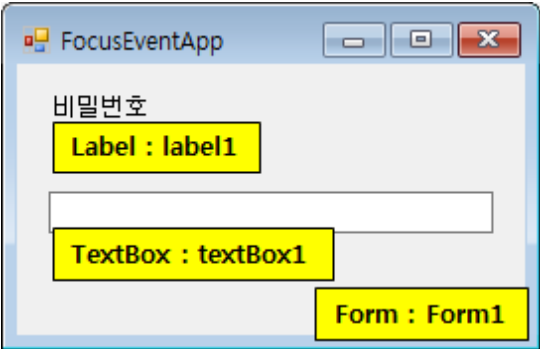 FocusEventApp
비밀번호
Label : label1
TextBox : textBox1
Form : Form1